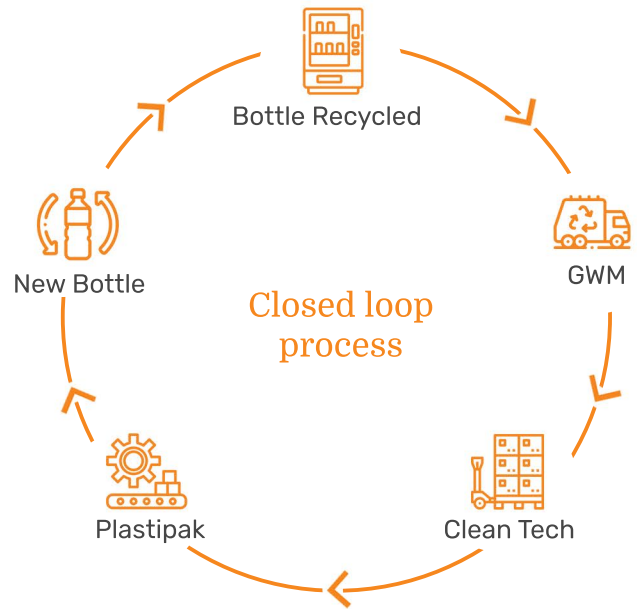 Bottle Recycled
GWM
Clean Tech
Plastipak
New Bottle
Closed loop
process